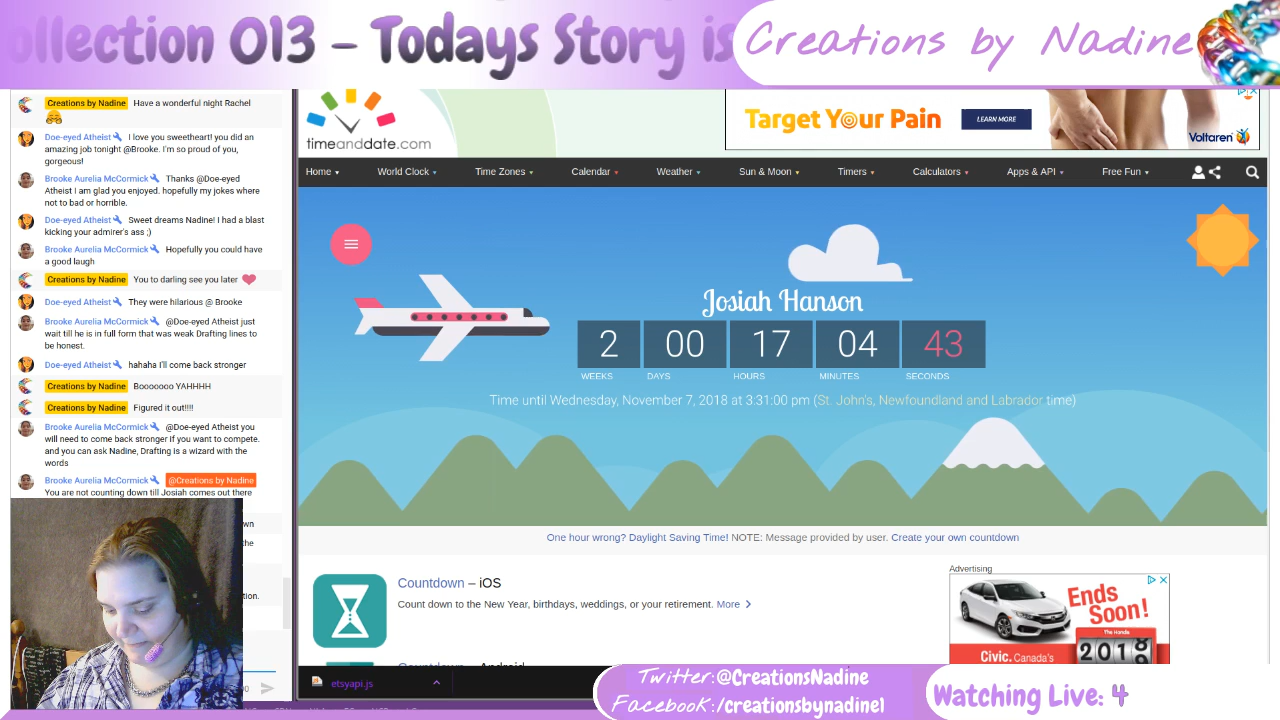 ollection 013 – Todays Story is
Creations by Nadine
Creations by Nadine Have a wonderful night Rachel
Doe-eyed Atheist I love you sweetheart! you did an
amazing job tonight @Brooke. I'm so proud of you,
gorgeous!
Brooke Aurelia McCormick Thanks @Doe-eyed
Atheist I am glad you enjoyed. hopefully my jokes where
not to bad or horrible.
Doe-eyed Atheist Sweet dreams Nadine! I had a blast
kicking your admirer's ass ;)
Brooke Aurelia McCormick Hopefully you could have
a good laugh
Creations by Nadine You to darling see you later
Doe-eyed Atheist They were hilarious @ Brooke
Brooke Aurelia McCormick @Doe-eyed Atheist just
wait till he is in full form that was weak Drafting lines to
be honest.
Doe-eyed Atheist hahaha I'll come back stronger
Creations by Nadine Booooooo YAHHHH
Creations by Nadine Figured it out!!!!
Brooke Aurelia McCormick @Doe-eyed Atheist you
will need to come back stronger if you want to compete.
and you can ask Nadine, Drafting is a wizard with the
words
Brooke Aurelia McCormick @Creations by Nadine
You are not counting down till Josiah comes out there
timeanddate.com
Target Your Pain
LEARN MORE
Voltaren
Home World Clock Time Zones Calendar Weather Sun & Moon Timers Calculators Apps & API Free Fun
Josiah Hanson
2 00 17 04 43
WEEKS DAYS HOURS MINUTES SECONDS
Time until Wednesday, November 7, 2018 at 3:31:00 pm (St. John's, Newfoundland and Labrador time)
One hour wrong? Daylight Saving Time! NOTE: Message provided by user. Create your own countdown
Countdown – iOS
Count down to the New Year, birthdays, weddings, or your retirement. More
Advertising
Ends
Soon!
The Honda
2018
Civic. Canada's
etsyapi.js
Twitter:@CreationsNadine
Facebook:/creationsbynadine1
Watching Live: 4